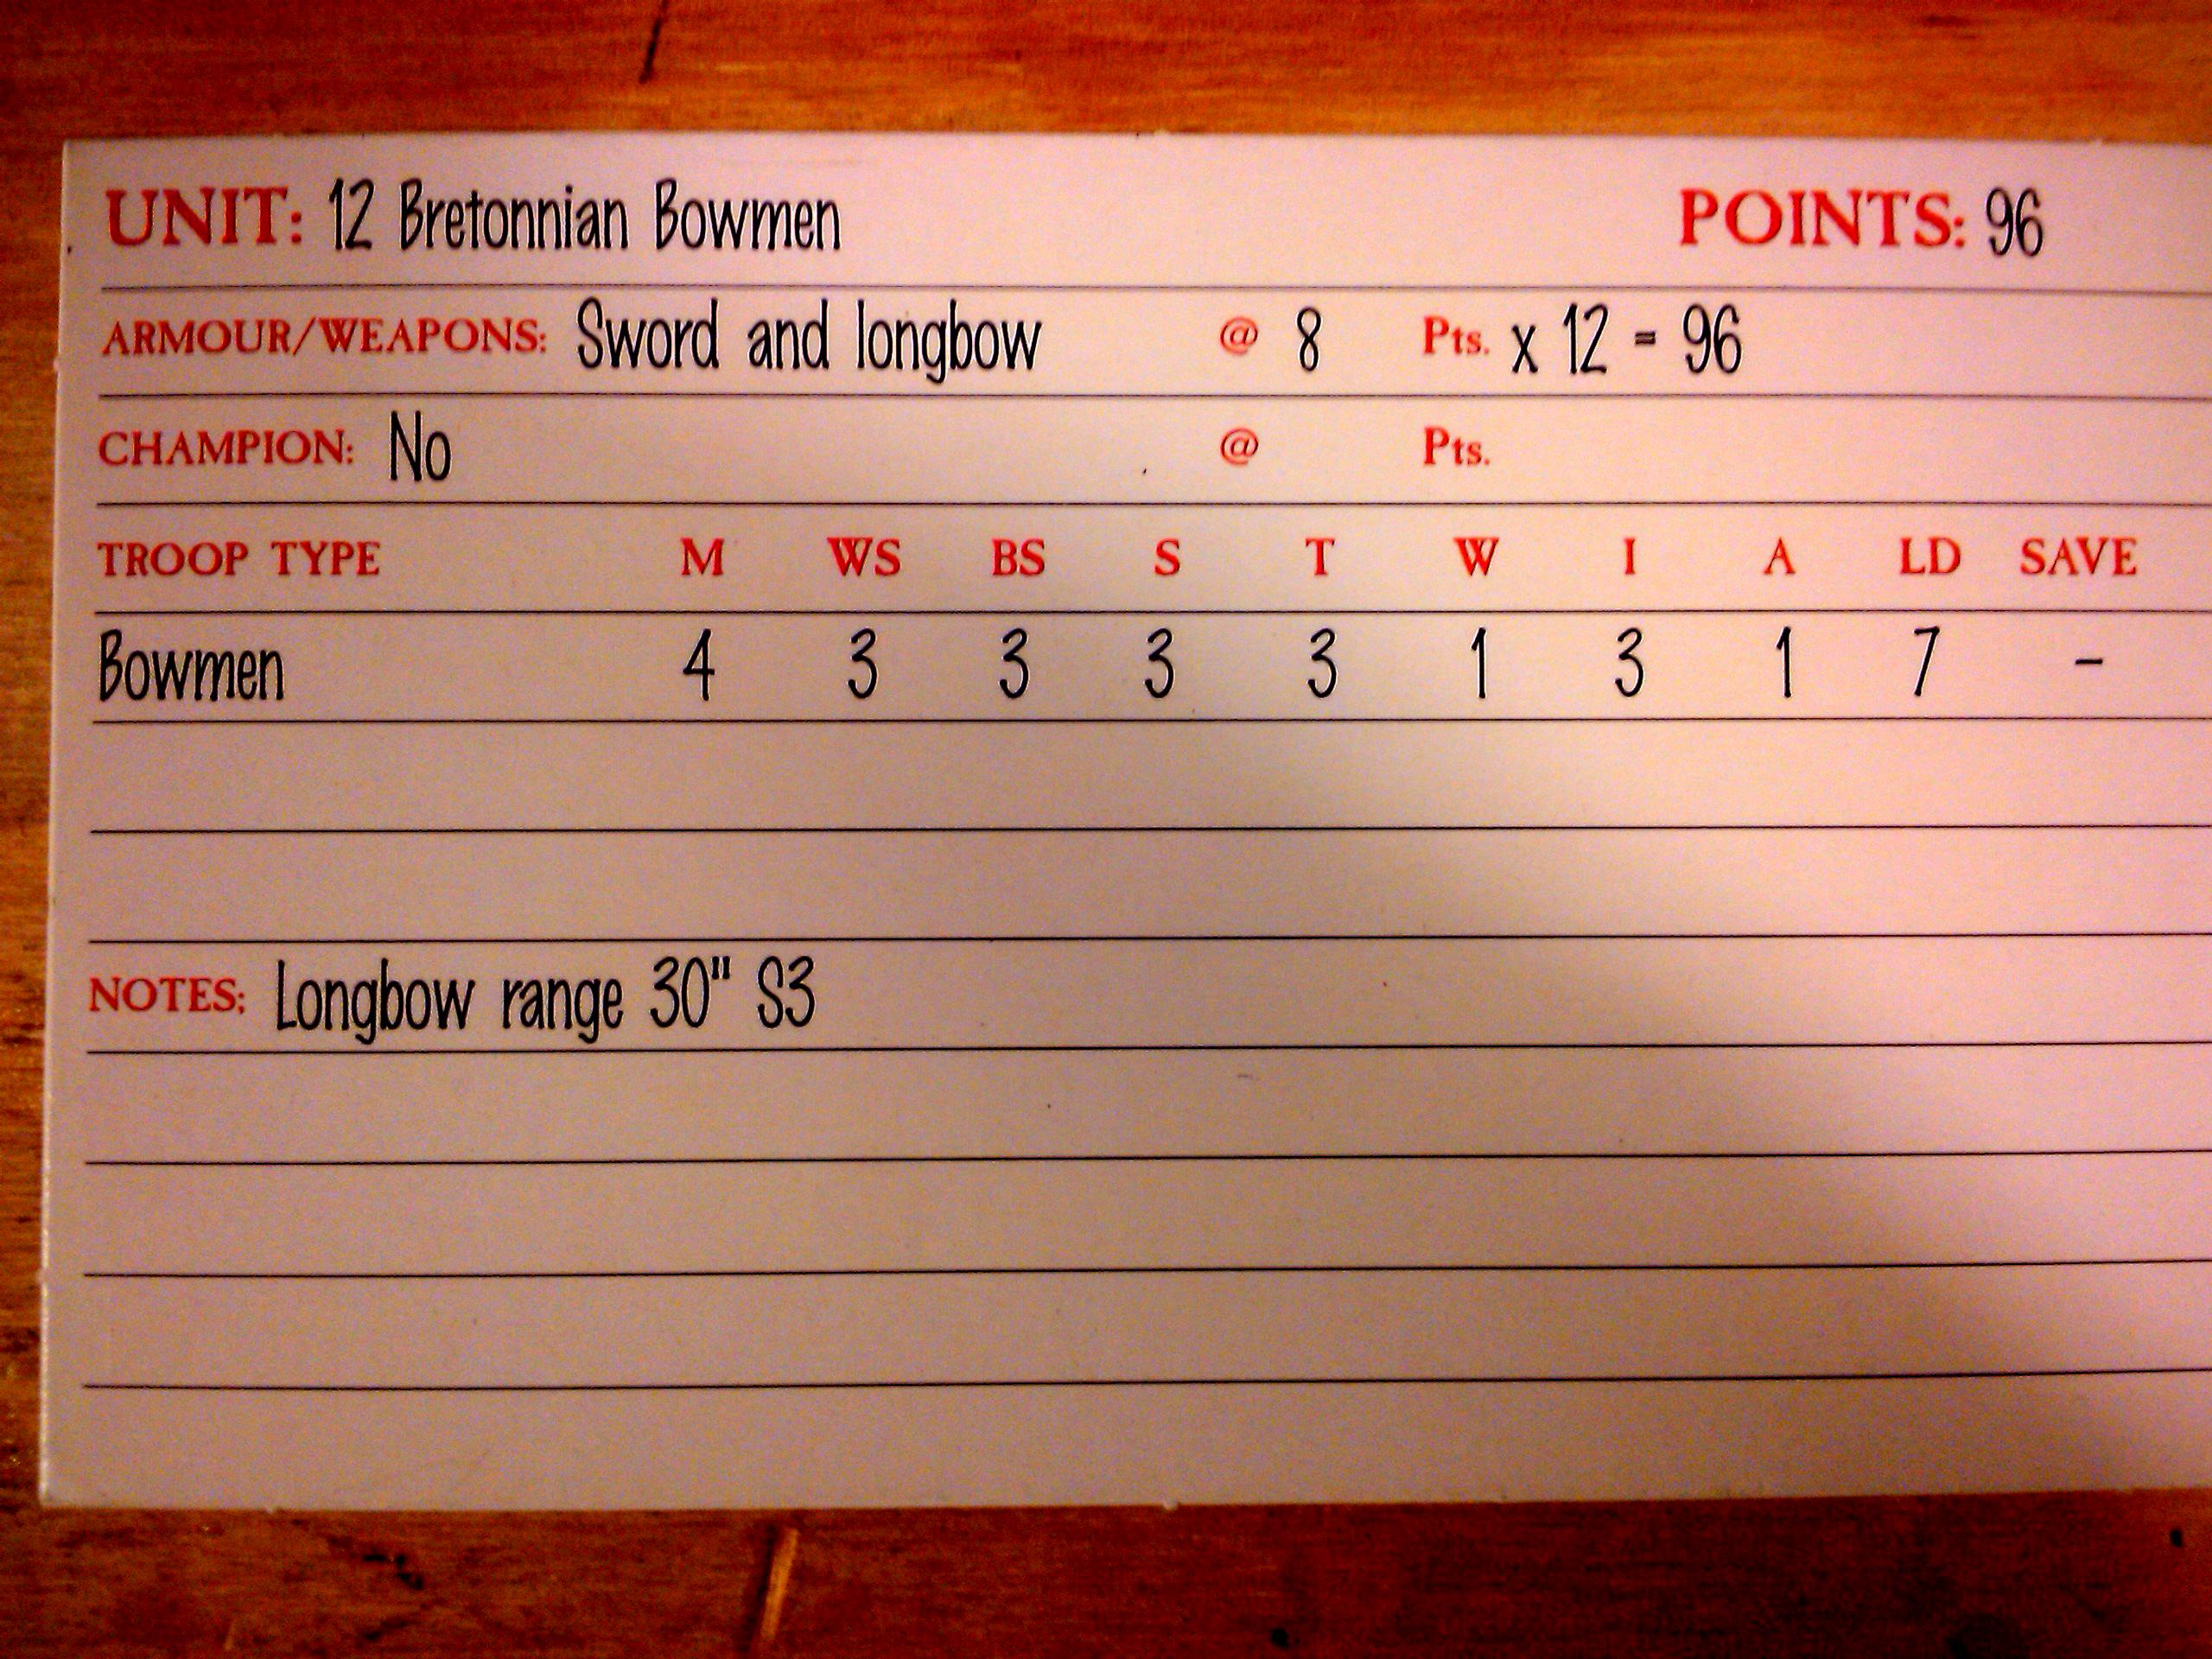 UNIT: 12 Bretonnian Bowmen POINTS: 96
ARMOUR/WEAPONS: Sword and longbow @ 8 Pts. x 12 = 96
CHAMPION: No @ Pts.
TROOP TYPE M WS BS S T W I A LD SAVE
Bowmen 4 3 3 3 3 1 3 1 7 -
NOTES: Longbow range 30" S3